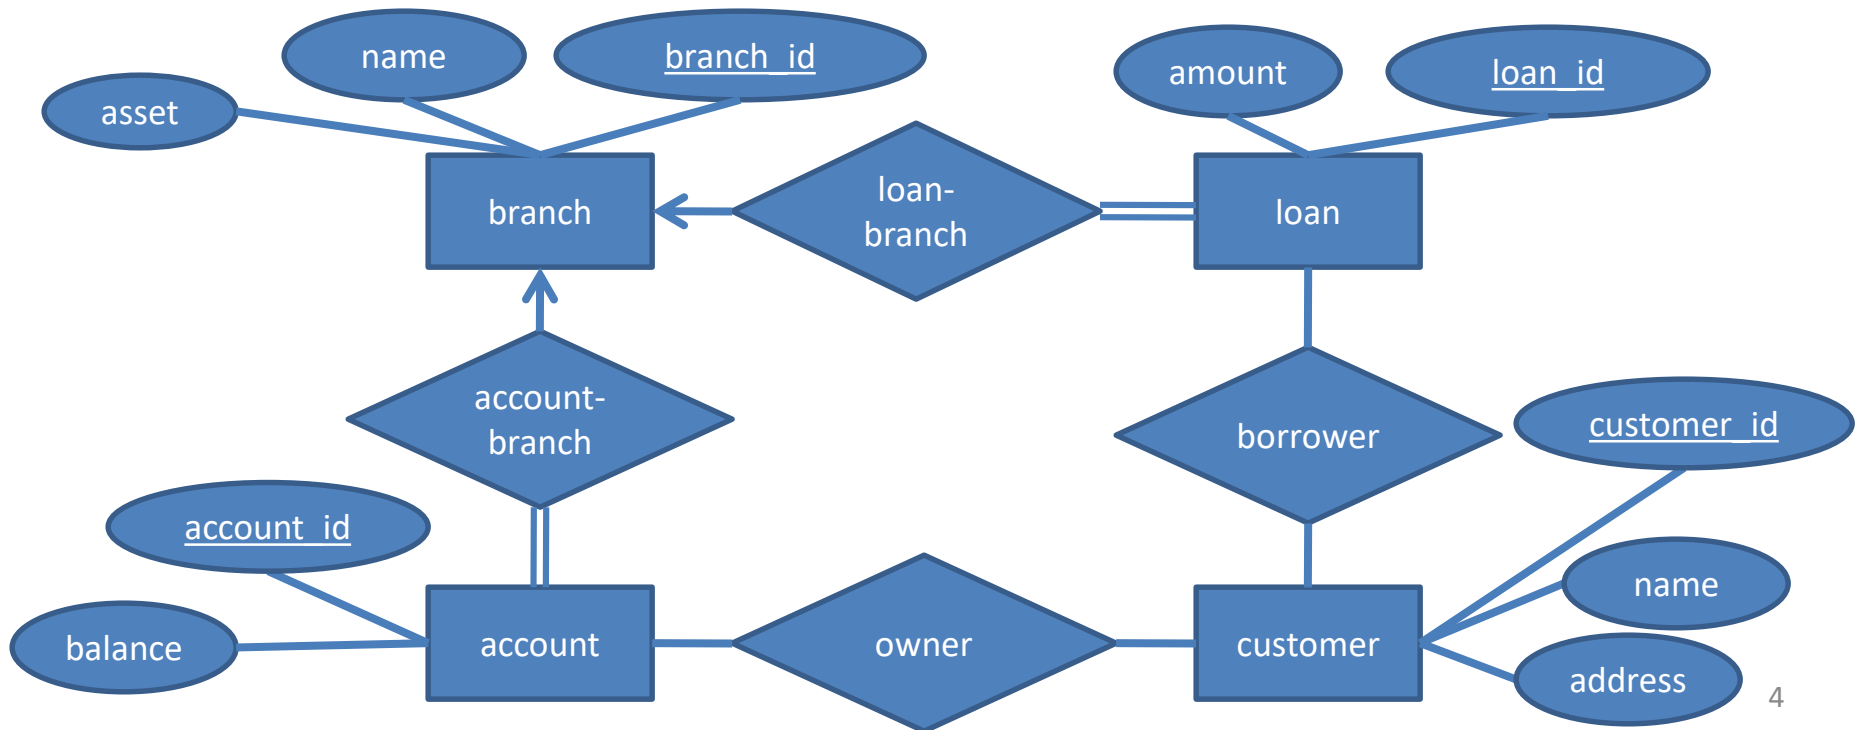 name
branch_id
asset
amount
loan_id
branch
loan-
branch
loan
account-
branch
borrower
customer_id
account_id
name
balance
account
owner
customer
address
4